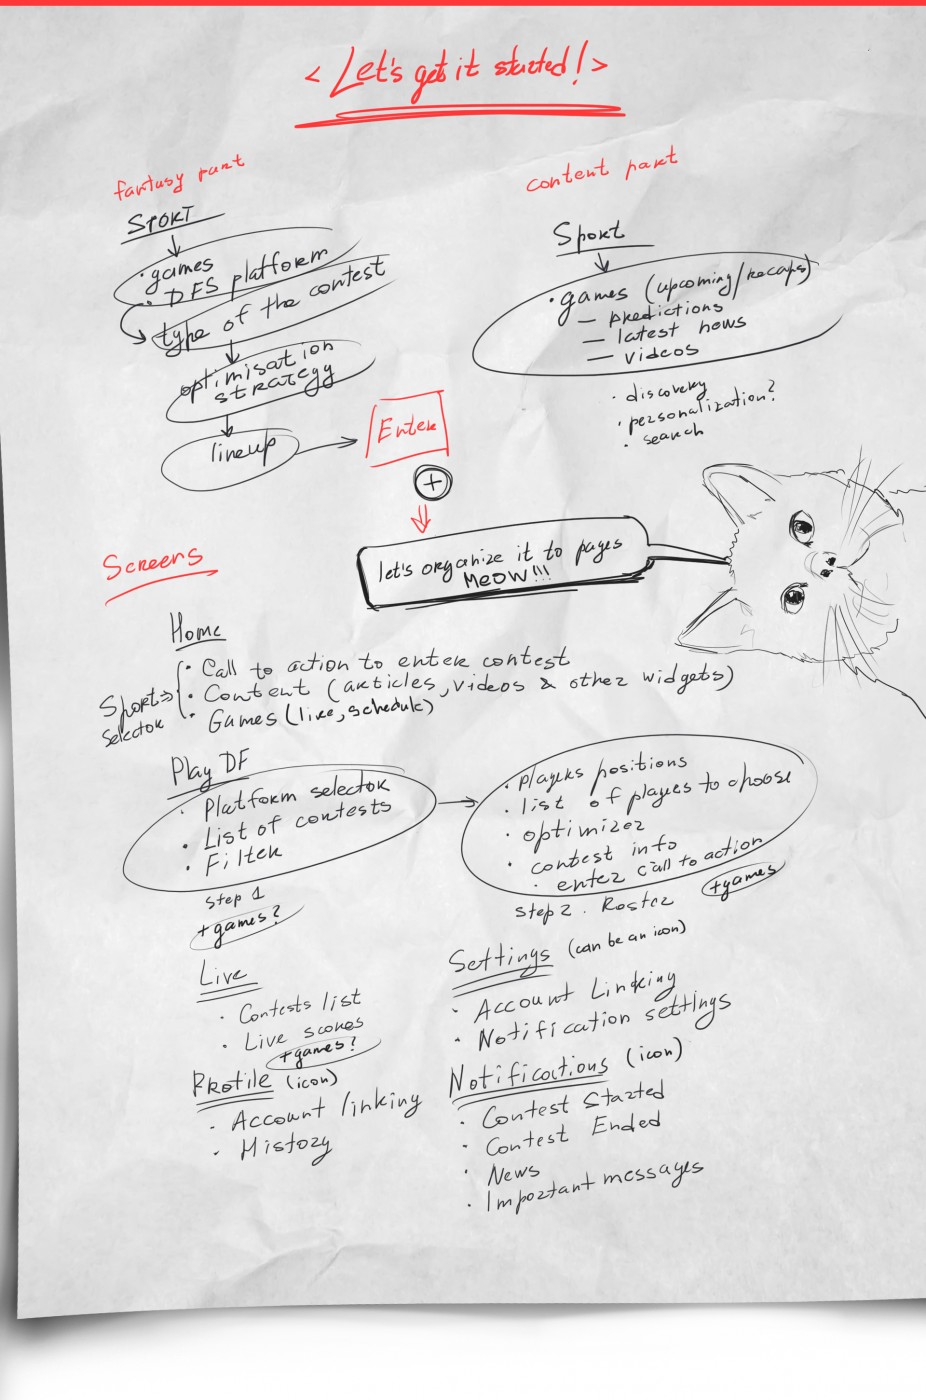 < Let's get it started! >
fantasy part
SPORT
· games
· DFS platform
type of the contest
optimisation
strategy
lineup
Enter
+
content part
Sport
· games (upcoming/recaps)
— predictions
— latest news
— videos
· discovery
· personalization?
· search
let's organize it to pages
MEOW!!!
Screens
Home
Sport
selector
· Call to action to enter contest
· Content (articles, videos & other widgets)
· Games (live, schedule)
Play DF
· Platform selector
· List of contests
· Filter
step 1
+games?
· players positions
· list of players to choose
· optimizer
· contest info
· enter call to action
step 2. Roster
+games
Live
· Contests list
· Live scores
+games?
Profile (icon)
· Account linking
· History
Settings (can be an icon)
· Account Linking
· Notification settings
Notifications (icon)
· Contest Started
· Contest Ended
· News
· Important messages